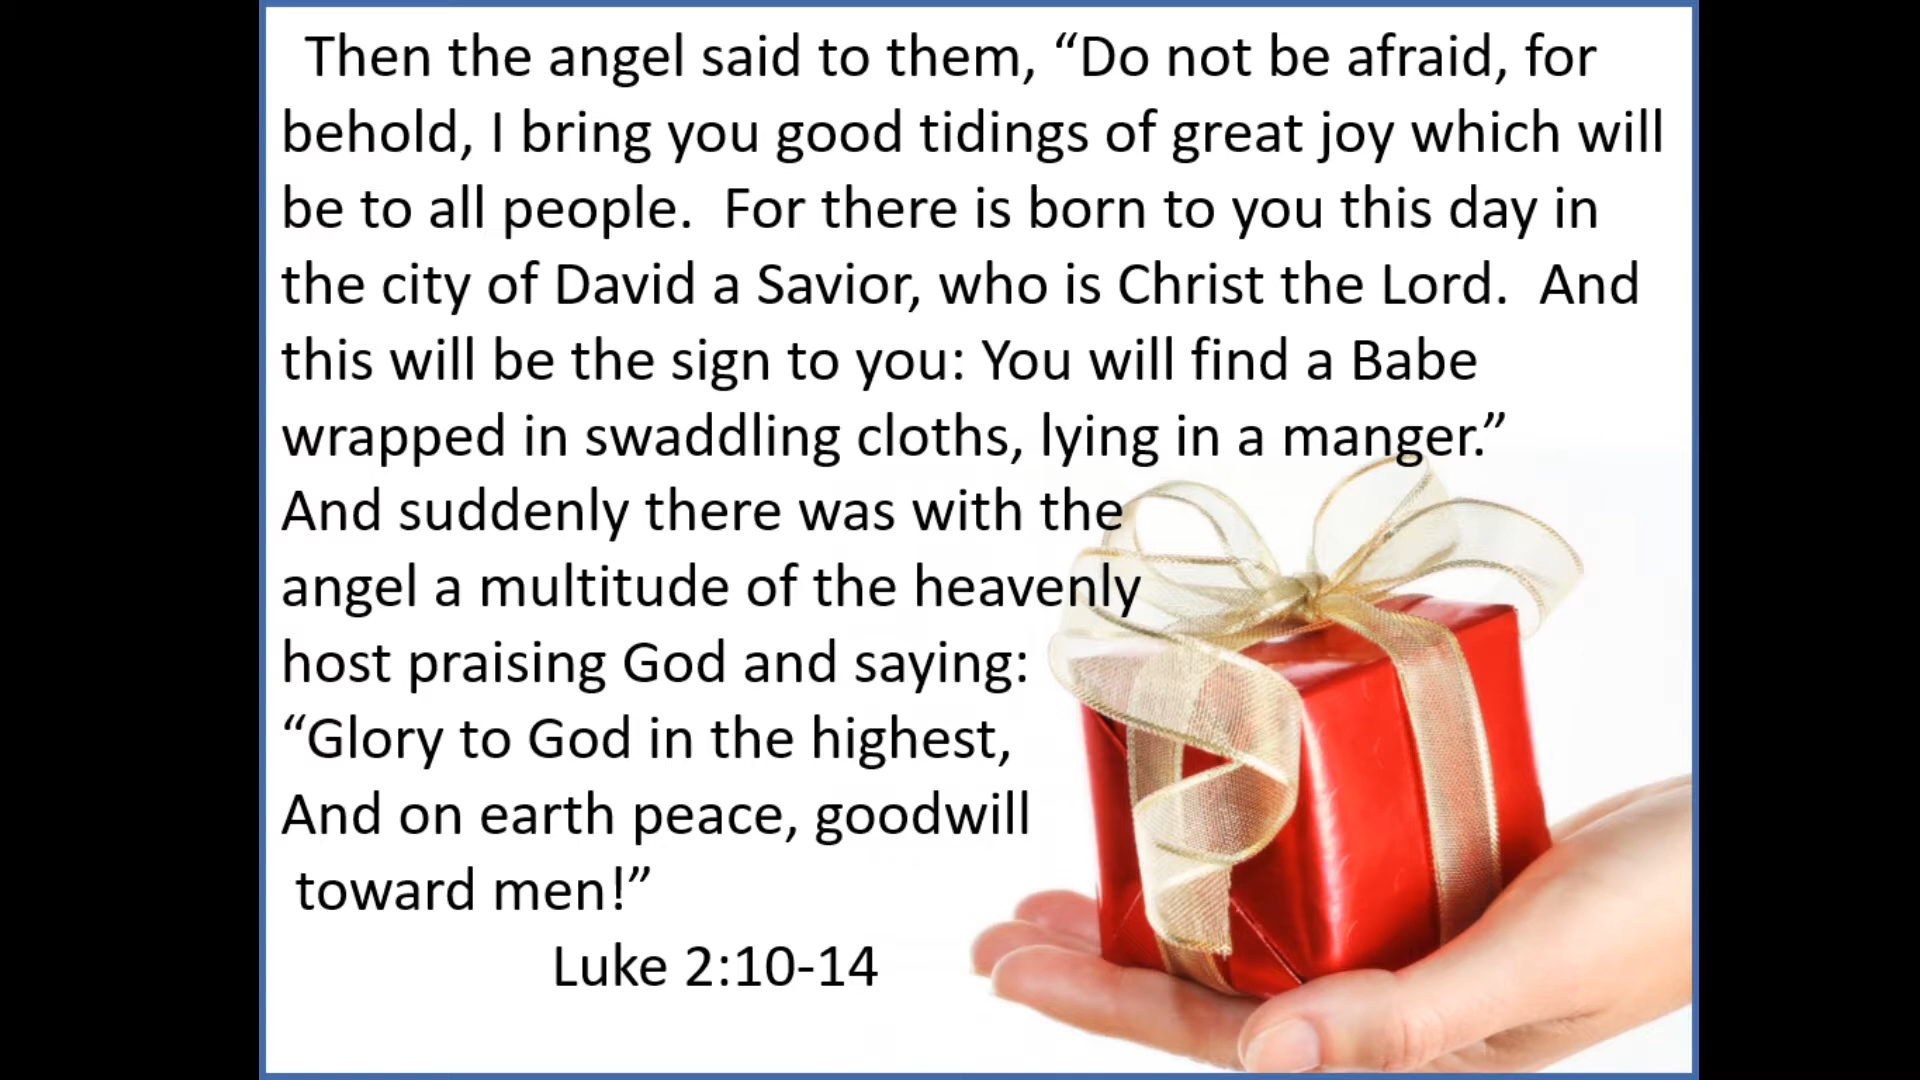 Then the angel said to them, “Do not be afraid, for
behold, I bring you good tidings of great joy which will
be to all people.  For there is born to you this day in
the city of David a Savior, who is Christ the Lord.  And
this will be the sign to you: You will find a Babe
wrapped in swaddling cloths, lying in a manger.”
And suddenly there was with the
angel a multitude of the heavenly
host praising God and saying:
“Glory to God in the highest,
And on earth peace, goodwill
toward men!”
Luke 2:10-14